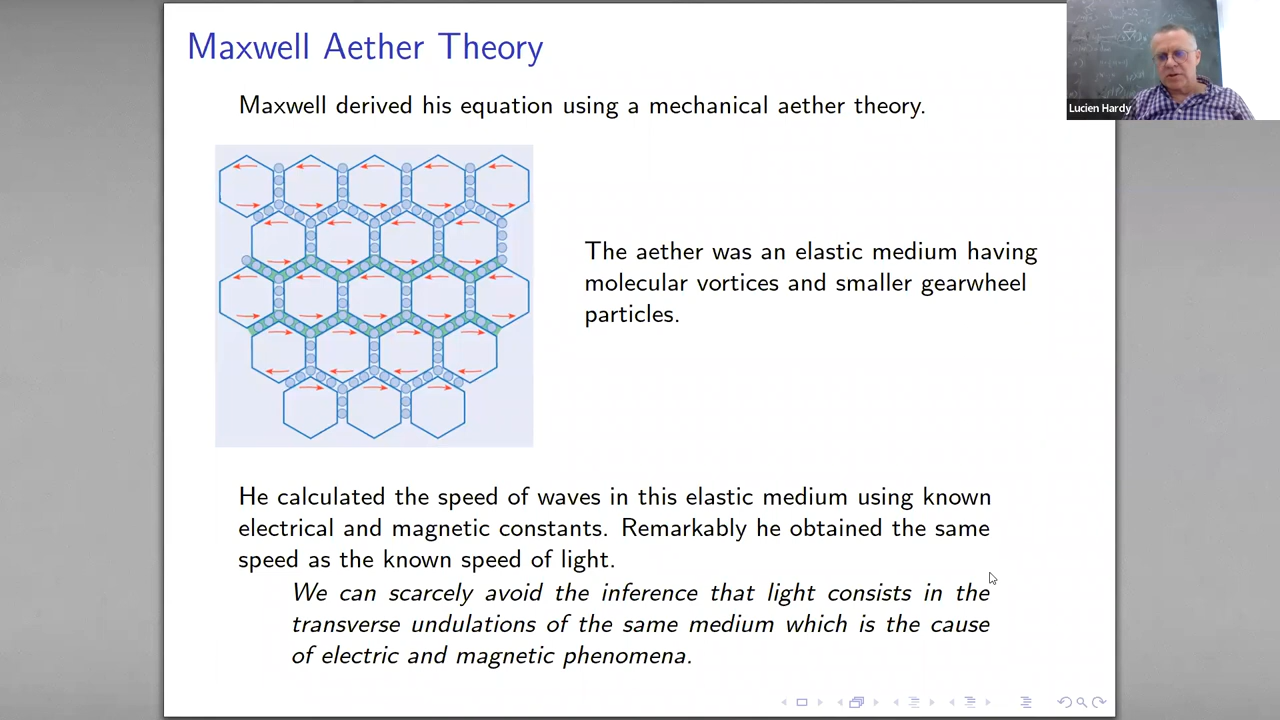 Maxwell Aether Theory
Lucien Hardy
Maxwell derived his equation using a mechanical aether theory.
The aether was an elastic medium having
molecular vortices and smaller gearwheel
particles.
He calculated the speed of waves in this elastic medium using known
electrical and magnetic constants. Remarkably he obtained the same
speed as the known speed of light.
We can scarcely avoid the inference that light consists in the
transverse undulations of the same medium which is the cause
of electric and magnetic phenomena.